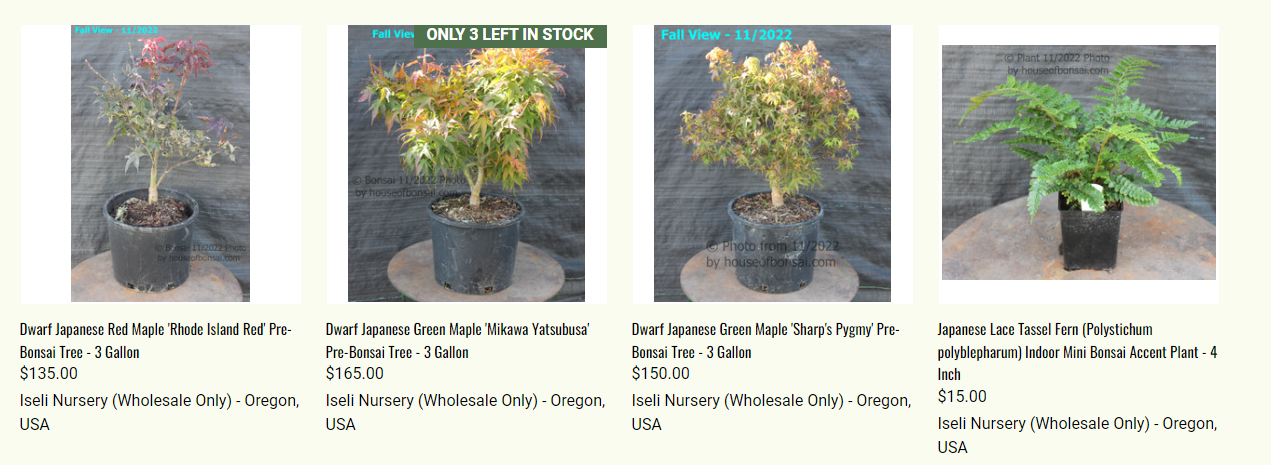 Fall View - 11/2022
© Bonsai 11/2022 Photo
by houseofbonsai.com
Dwarf Japanese Red Maple 'Rhode Island Red' Pre-
Bonsai Tree - 3 Gallon
$135.00
Iseli Nursery (Wholesale Only) - Oregon,
USA
Fall View
ONLY 3 LEFT IN STOCK
© Bonsai 11/2022 Photo
by houseofbonsai.com
Dwarf Japanese Green Maple 'Mikawa Yatsubusa'
Pre-Bonsai Tree - 3 Gallon
$165.00
Iseli Nursery (Wholesale Only) - Oregon,
USA
Fall View - 11/2022
© Photo from 11/2022
by houseofbonsai.com
Dwarf Japanese Green Maple 'Sharp's Pygmy' Pre-
Bonsai Tree - 3 Gallon
$150.00
Iseli Nursery (Wholesale Only) - Oregon,
USA
© Plant 11/2022 Photo
by houseofbonsai.com
Japanese Lace Tassel Fern (Polystichum
polyblepharum) Indoor Mini Bonsai Accent Plant - 4
Inch
$15.00
Iseli Nursery (Wholesale Only) - Oregon,
USA